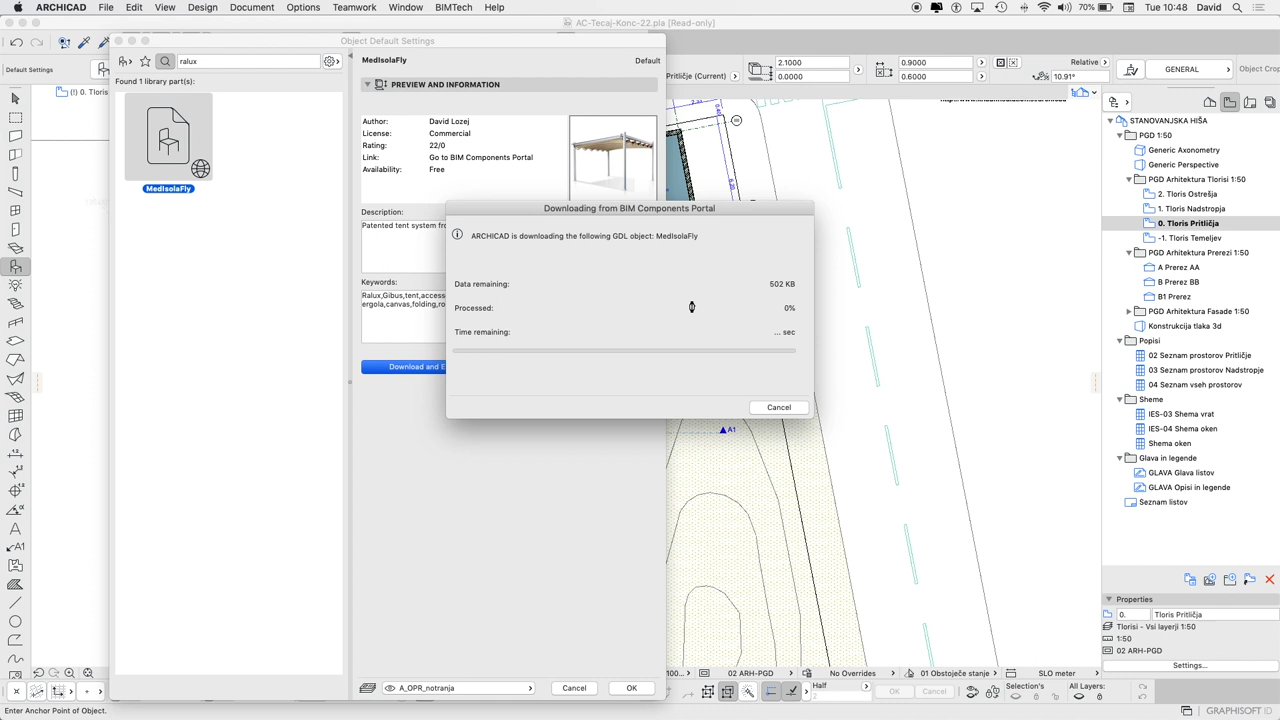 ARCHICAD File Edit View Design Document Options Teamwork Window BIMTech Help
70% Tue 10:48 David
AC-Tecaj-Konc-22.pla [Read-only]
Object Default Settings
Default Settings
ralux
Found 1 library part(s):
MedIsolaFly
MedIsolaFly
Default
PREVIEW AND INFORMATION
Author: David Lozej
License: Commercial
Rating: 22/0
Link: Go to BIM Components Portal
Availability: Free
Description:
Patented tent system fro
Keywords:
Ralux,Gibus,tent,access
ergola,canvas,folding,ro
Download and E
Downloading from BIM Components Portal
ARCHICAD is downloading the following GDL object: MedIsolaFly
Data remaining: 502 KB
Processed: 0%
Time remaining: ... sec
Cancel
A_OPR_notranja
Cancel
OK
(!) 0. Tloris
Pritličje (Current)
2.1000
0.0000
0.9000
0.6000
Relative
10.91°
GENERAL
Object Crop
A1
STANOVANJSKA HIŠA
PGD 1:50
Generic Axonometry
Generic Perspective
PGD Arhitektura Tlorisi 1:50
2. Tloris Ostrešja
1. Tloris Nadstropja
0. Tloris Pritličja
-1. Tloris Temeljev
PGD Arhitektura Prerezi 1:50
A Prerez AA
B Prerez BB
B1 Prerez
PGD Arhitektura Fasade 1:50
Konstrukcija tlaka 3d
Popisi
02 Seznam prostorov Pritličje
03 Seznam prostorov Nadstropje
04 Seznam vseh prostorov
Sheme
IES-03 Shema vrat
IES-04 Shema oken
Shema oken
Glava in legende
GLAVA Glava listov
GLAVA Opisi in legende
Seznam listov
Properties
0. Tloris Pritličja
Tlorisi - Vsi layerji 1:50
1:50
02 ARH-PGD
Settings...
100... 02 ARH-PGD No Overrides 01 Obstoječe stanje SLO meter
Half
2
OK Cancel
Selection's
All Layers:
Enter Anchor Point of Object.
GRAPHISOFT ID